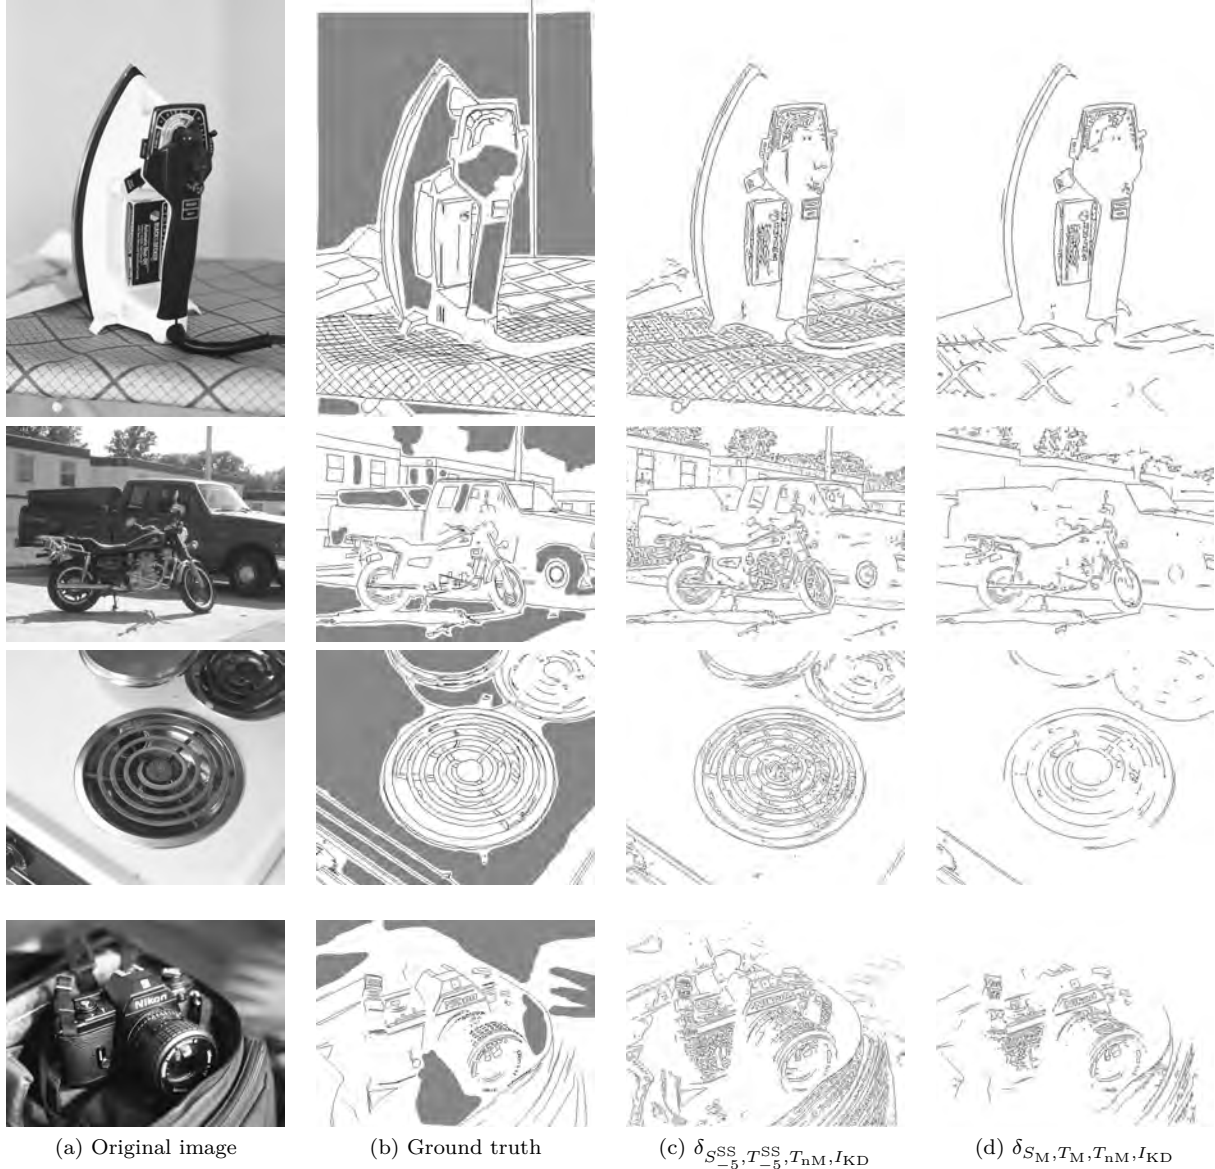 Nikon
(a) Original image
(b) Ground truth
(c) δ_{S^{SS}_{-5},T^{SS}_{-5},T_{nM},I_{KD}}
(d) δ_{S_M,T_M,T_{nM},I_{KD}}